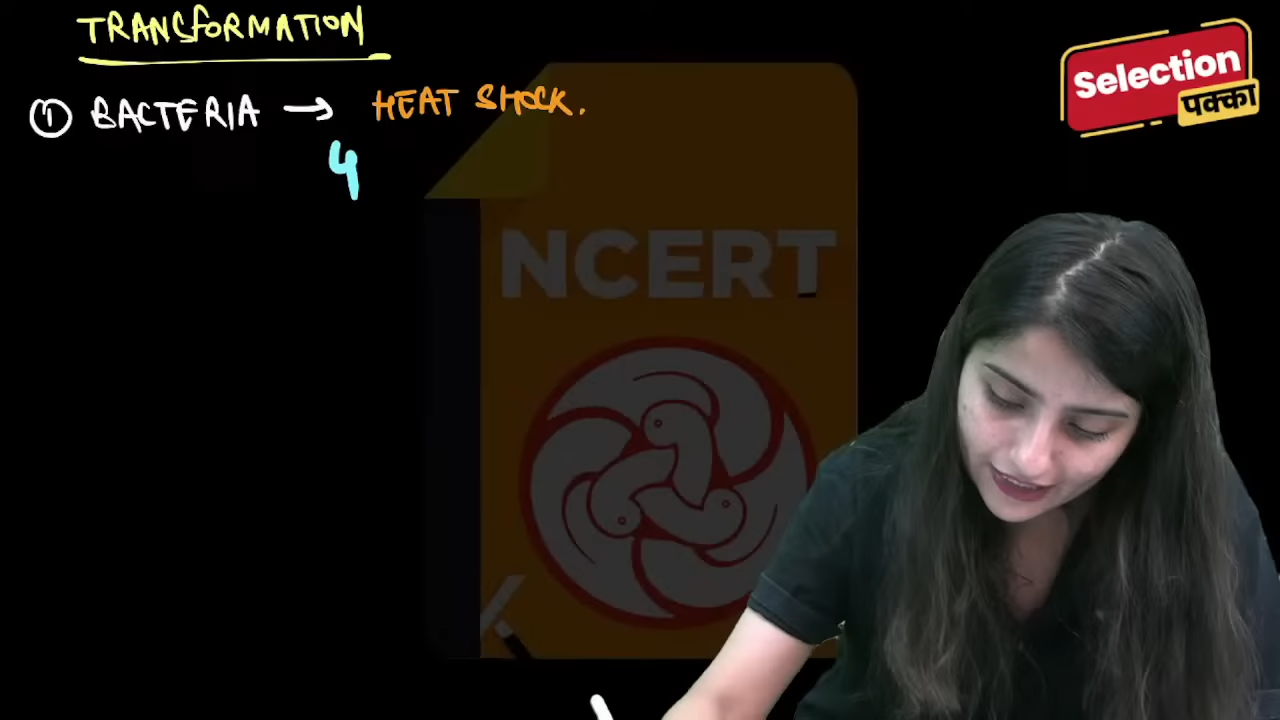 TRANSFORMATION
① BACTERIA → HEAT SHOCK.
4
Selection
पक्का
NCERT